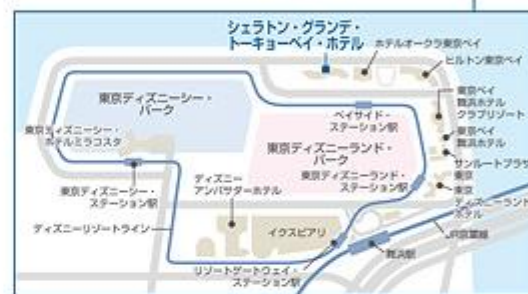 シェラトン・グランデ・
トーキョーベイ・ホテル
ホテルオークラ東京ベイ
ヒルトン東京ベイ
東京ディズニーシー・
パーク
東京ベイ
舞浜ホテル
クラブリゾート
ベイサイド・
ステーション駅
東京ディズニーシー・
ホテルミラコスタ
東京ベイ
舞浜ホテル
東京ディズニーランド・
パーク
サンルートプラザ
東京
東京ディズニーシー・
ステーション駅
ディズニー
アンバサダーホテル
東京ディズニーランド・
ステーション駅
東京
ディズニーランド
ホテル
ディズニーリゾートライン
イクスピアリ
JR京葉線
舞浜駅
リゾートゲートウェイ・
ステーション駅